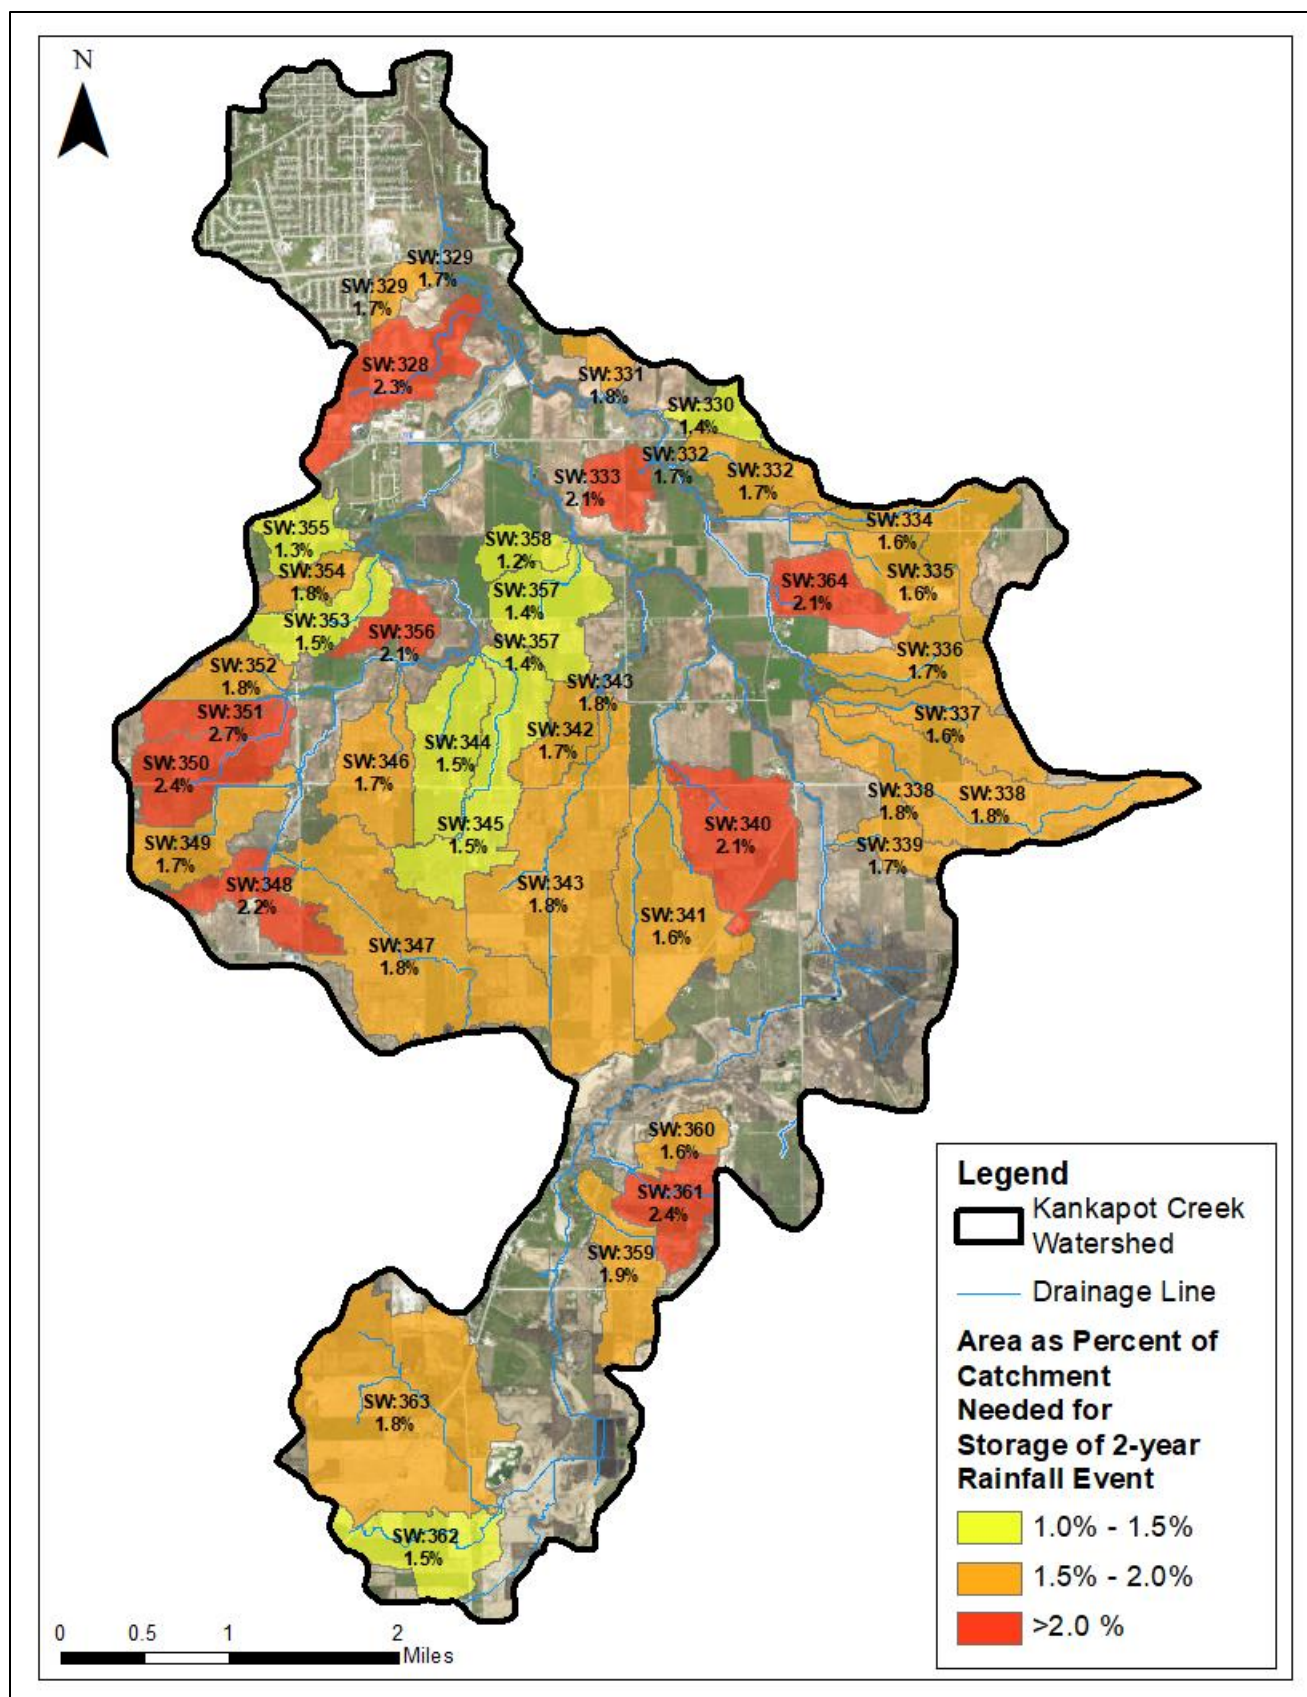 N
SW:329
1.7%
SW:329
1.7%
SW:328
2.3%
SW:331
1.8%
SW:330
1.4%
SW:332
1.7%
SW:332
1.7%
SW:333
2.1%
SW:334
1.6%
SW:355
1.3%
SW:358
1.2%
SW:354
1.8%
SW:335
1.6%
SW:364
2.1%
SW:357
1.4%
SW:353
1.5%
SW:356
2.1%
SW:357
1.4%
SW:336
1.7%
SW:352
1.8%
SW:343
1.8%
SW:351
2.7%
SW:337
1.6%
SW:342
1.7%
SW:344
1.5%
SW:350
2.4%
SW:346
1.7%
SW:338
1.8%
SW:338
1.8%
SW:345
1.5%
SW:340
2.1%
SW:349
1.7%
SW:339
1.7%
SW:348
2.2%
SW:343
1.8%
SW:341
1.6%
SW:347
1.8%
SW:360
1.6%
SW:361
2.4%
SW:359
1.9%
SW:363
1.8%
SW:362
1.5%
Legend
Kankapot Creek
Watershed
Drainage Line
Area as Percent of
Catchment
Needed for
Storage of 2-year
Rainfall Event
1.0% - 1.5%
1.5% - 2.0%
>2.0 %
0 0.5 1 2
Miles